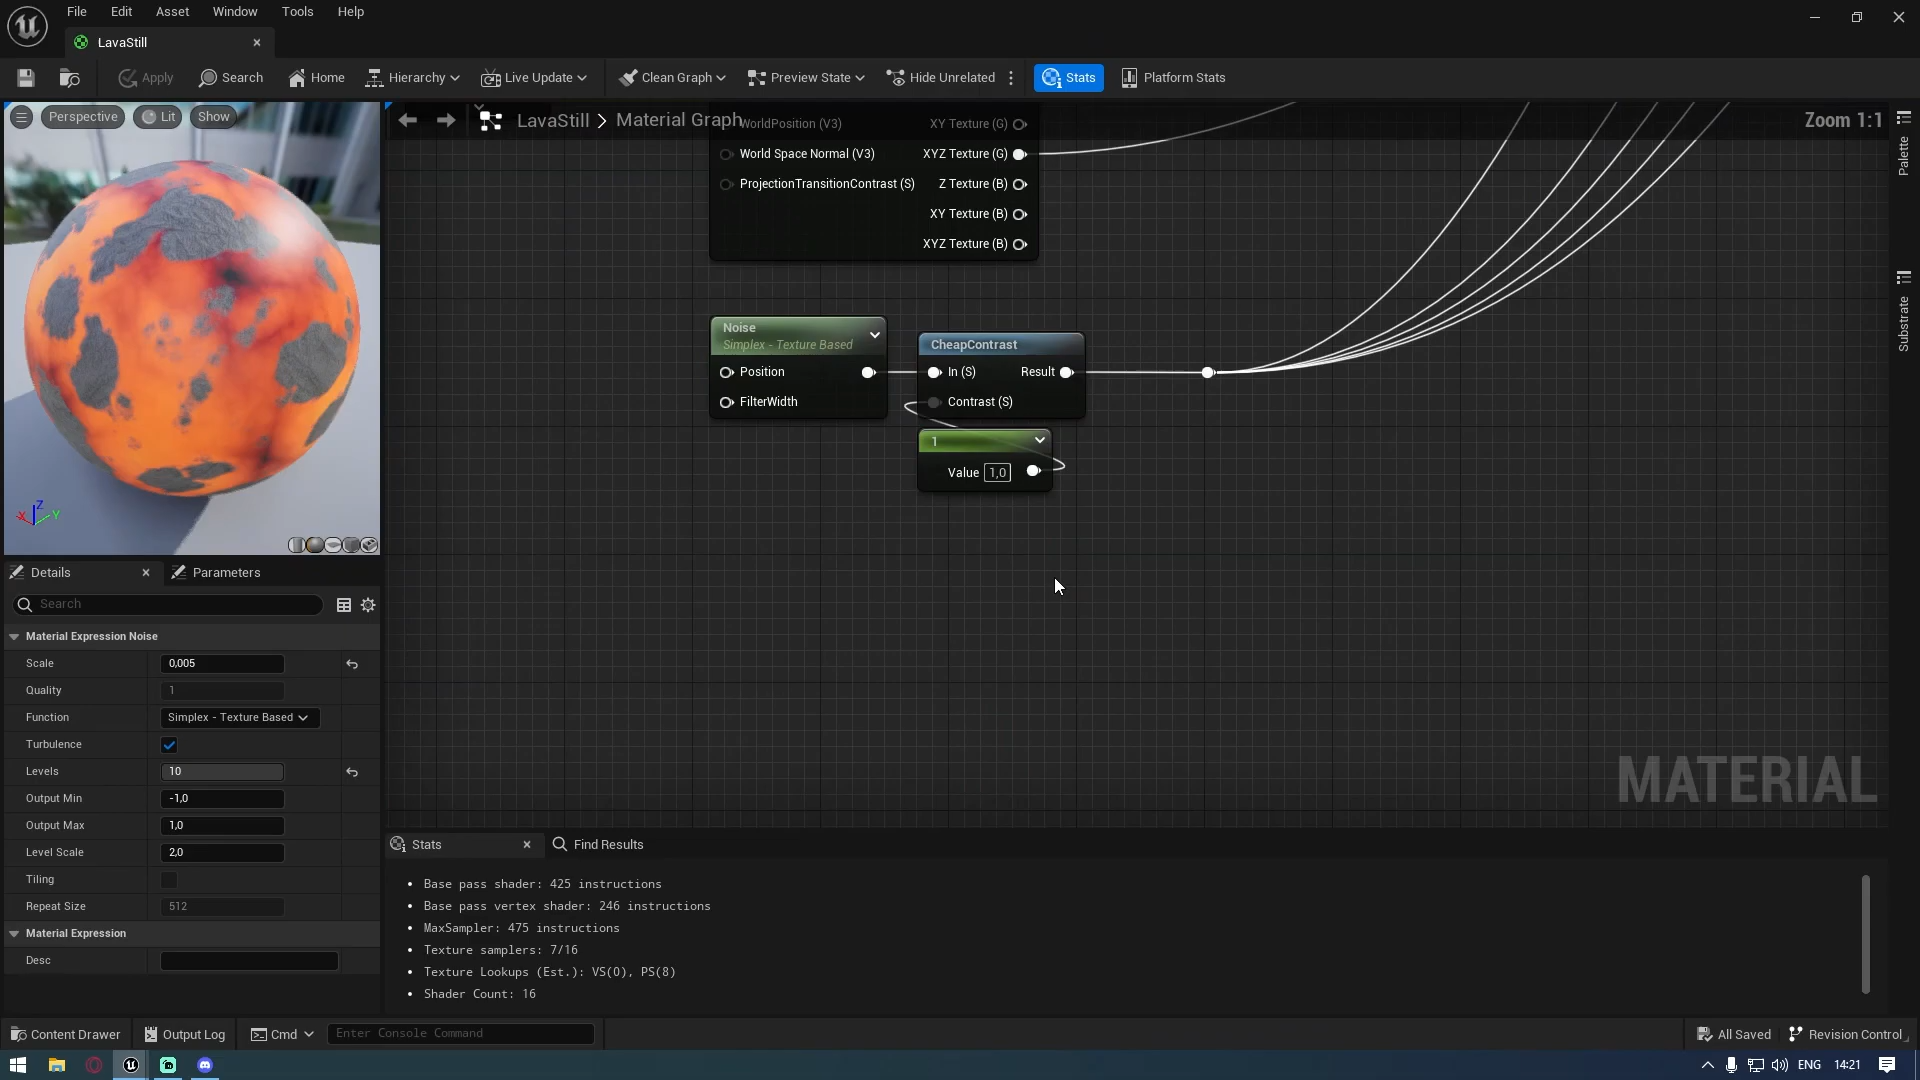 File Edit Asset Window Tools Help
LavaStill
Apply Search Home Hierarchy Live Update Clean Graph Preview State Hide Unrelated Stats Platform Stats
Perspective Lit Show
LavaStill > Material Graph
Zoom 1:1
WorldPosition (V3) XY Texture (G)
World Space Normal (V3) XYZ Texture (G)
ProjectionTransitionContrast (S) Z Texture (B)
XY Texture (B)
XYZ Texture (B)
Palette
Substrate
Noise
Simplex - Texture Based
Position
FilterWidth
CheapContrast
In (S) Result
Contrast (S)
1
Value 1,0
X Z Y
MATERIAL
Details Parameters
Search
Material Expression Noise
Scale 0,005
Quality 1
Function Simplex - Texture Based
Turbulence
Levels 10
Output Min -1,0
Output Max 1,0
Level Scale 2,0
Tiling
Repeat Size 512
Material Expression
Desc
Stats Find Results
• Base pass shader: 425 instructions
• Base pass vertex shader: 246 instructions
• MaxSampler: 475 instructions
• Texture samplers: 7/16
• Texture Lookups (Est.): VS(0), PS(8)
• Shader Count: 16
Content Drawer Output Log Cmd Enter Console Command All Saved Revision Control
ENG 14:21